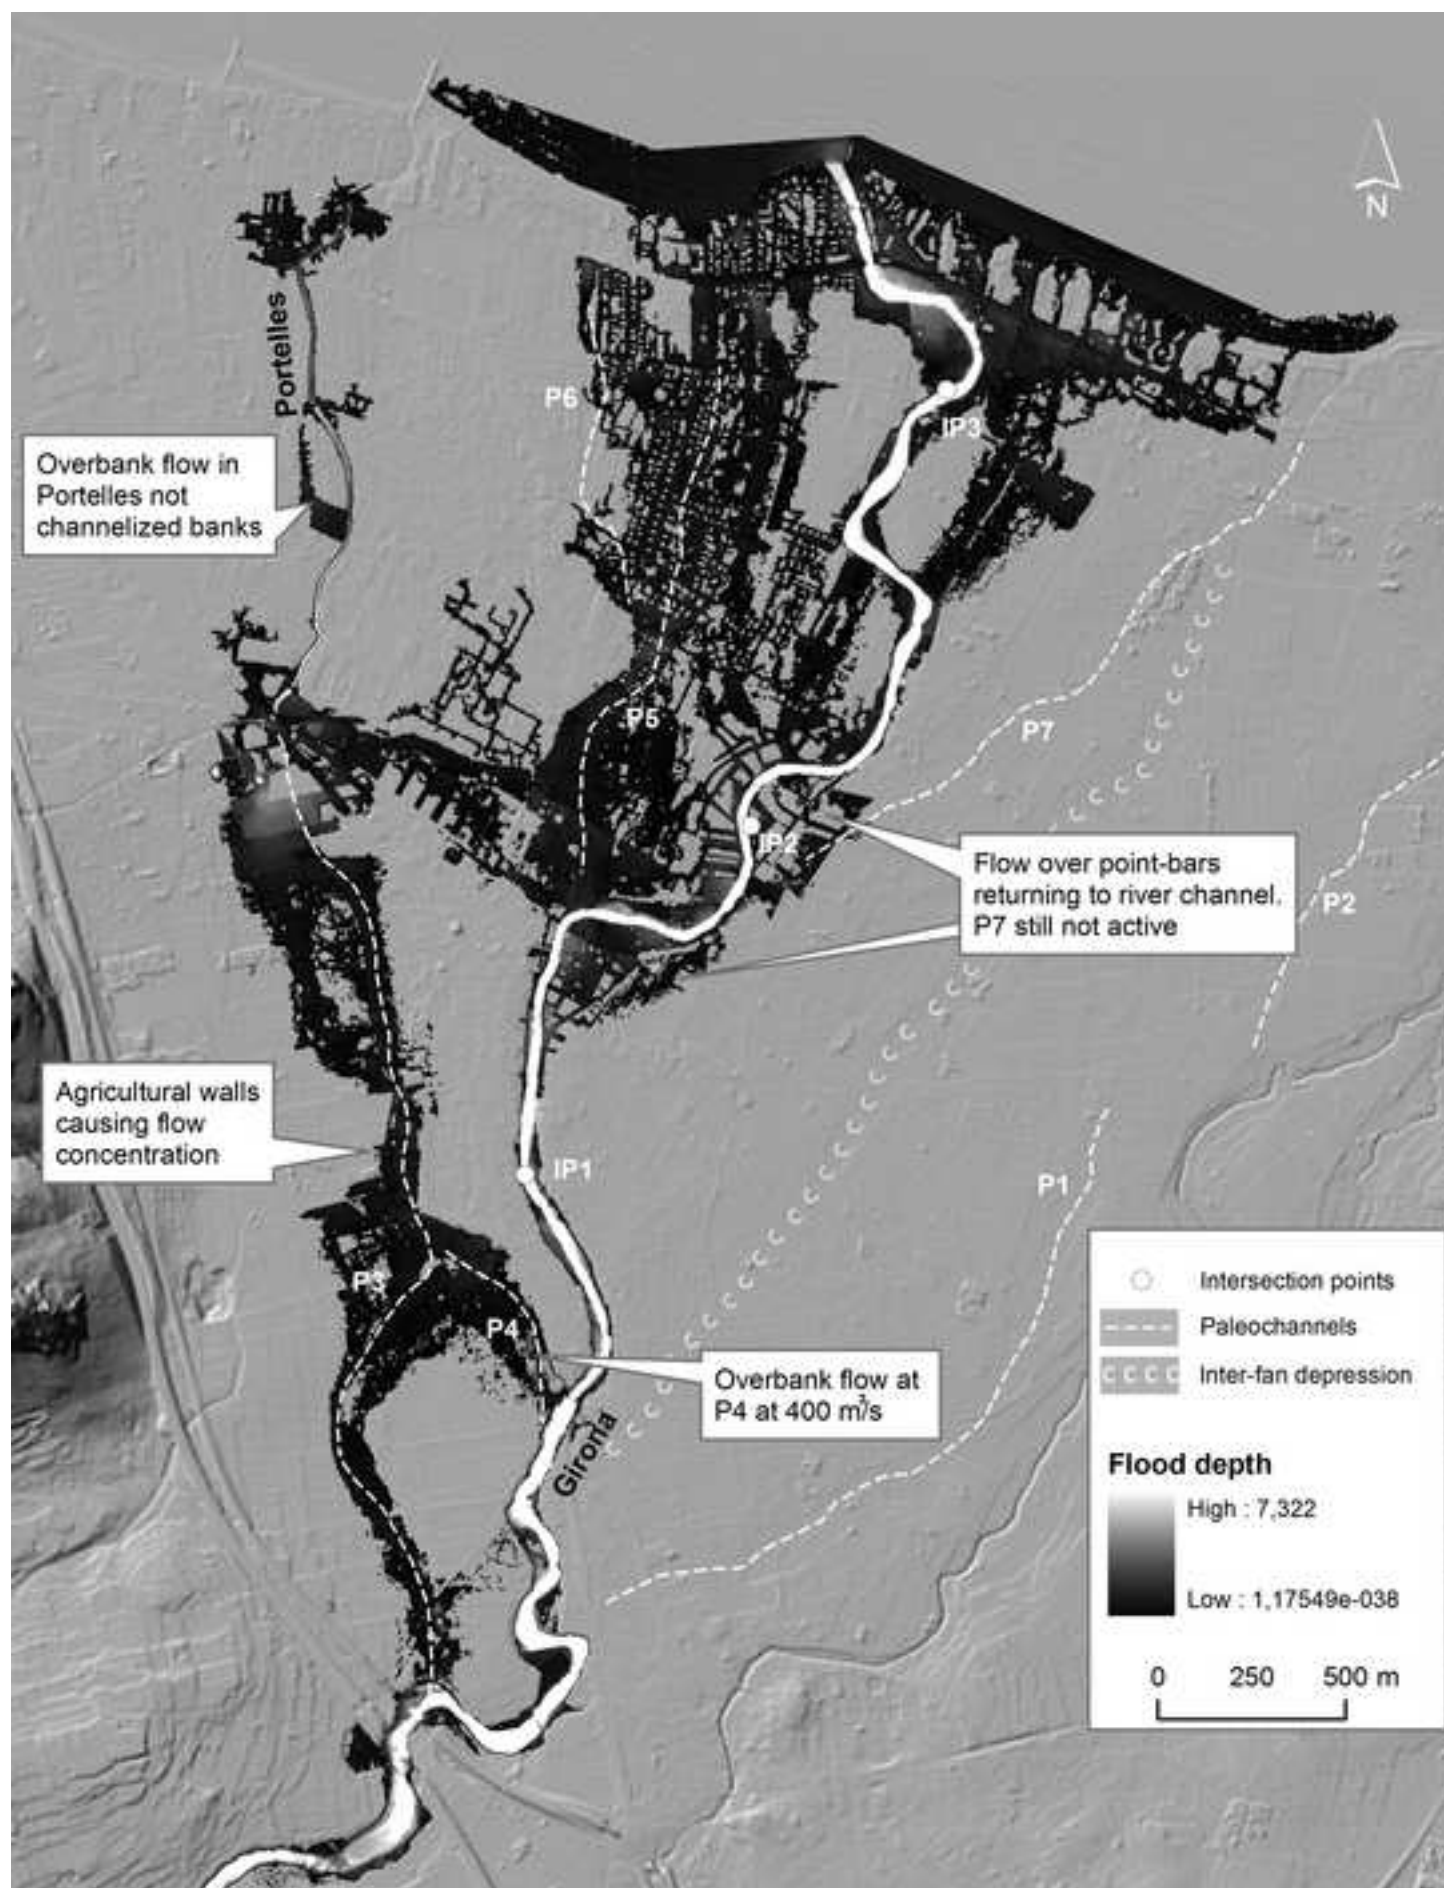 N
Portelles
P6
IP3
Overbank flow in
Portelles not
channelized banks
P5
P7
IP2
Flow over point-bars
returning to river channel.
P7 still not active
P2
Agricultural walls
causing flow
concentration
IP1
P1
P3
P4
Overbank flow at
P4 at 400 m³/s
Girona
Intersection points
Paleochannels
C C C C Inter-fan depression
Flood depth
High : 7,322
Low : 1,17549e-038
0 250 500 m